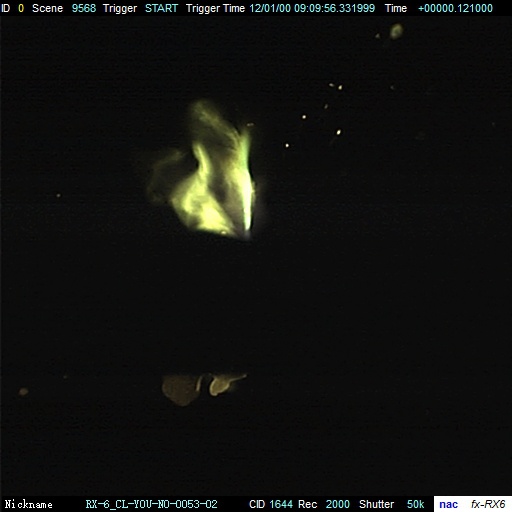 ID 0 Scene 9568 Trigger START Trigger Time 12/01/00 09:09:56.331999 Time +00000.121000
Nickname RX-6_CL-YOU-NO-0053-02 CID 1644 Rec 2000 Shutter 50k nac fx-RX6